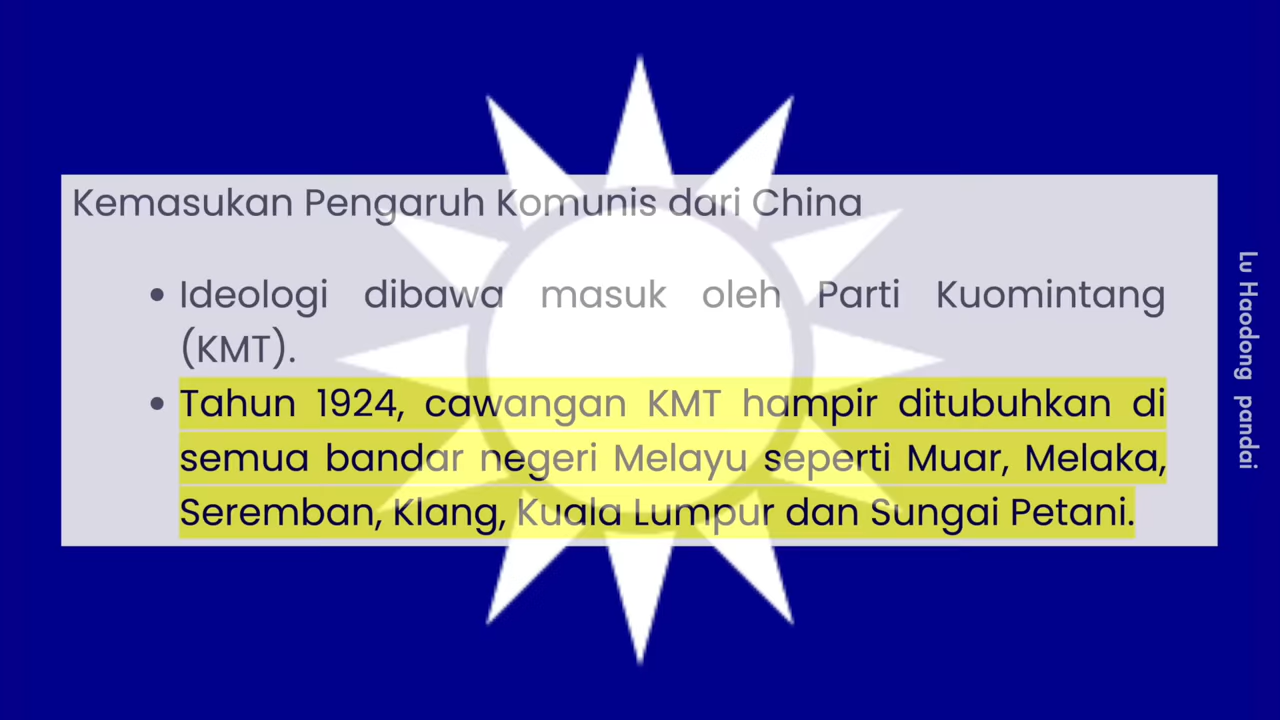 Kemasukan Pengaruh Komunis dari China
• Ideologi dibawa masuk oleh Parti Kuomintang
(KMT).
• Tahun 1924, cawangan KMT hampir ditubuhkan di
semua bandar negeri Melayu seperti Muar, Melaka,
Seremban, Klang, Kuala Lumpur dan Sungai Petani.
Lu Haodong pandai